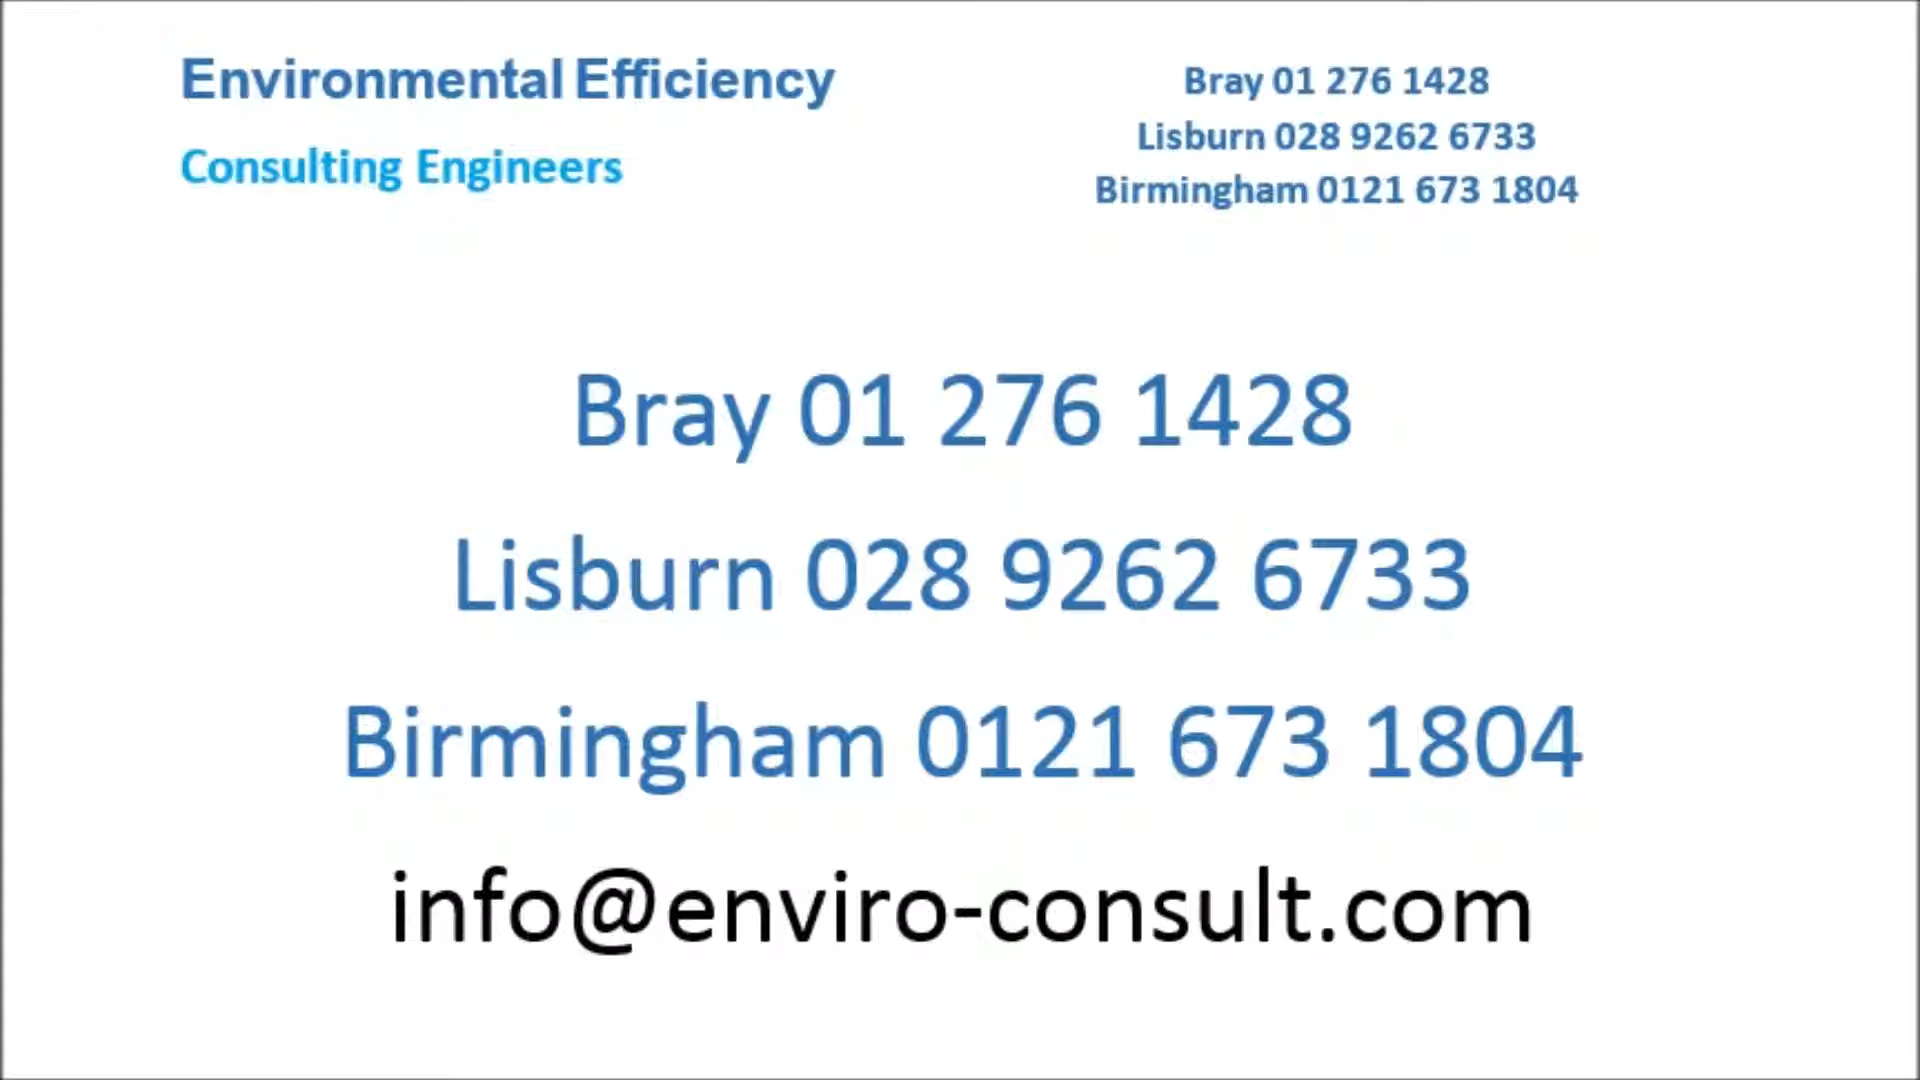 Environmental Efficiency
Consulting Engineers
Bray 01 276 1428
Lisburn 028 9262 6733
Birmingham 0121 673 1804
Bray 01 276 1428
Lisburn 028 9262 6733
Birmingham 0121 673 1804
info@enviro-consult.com